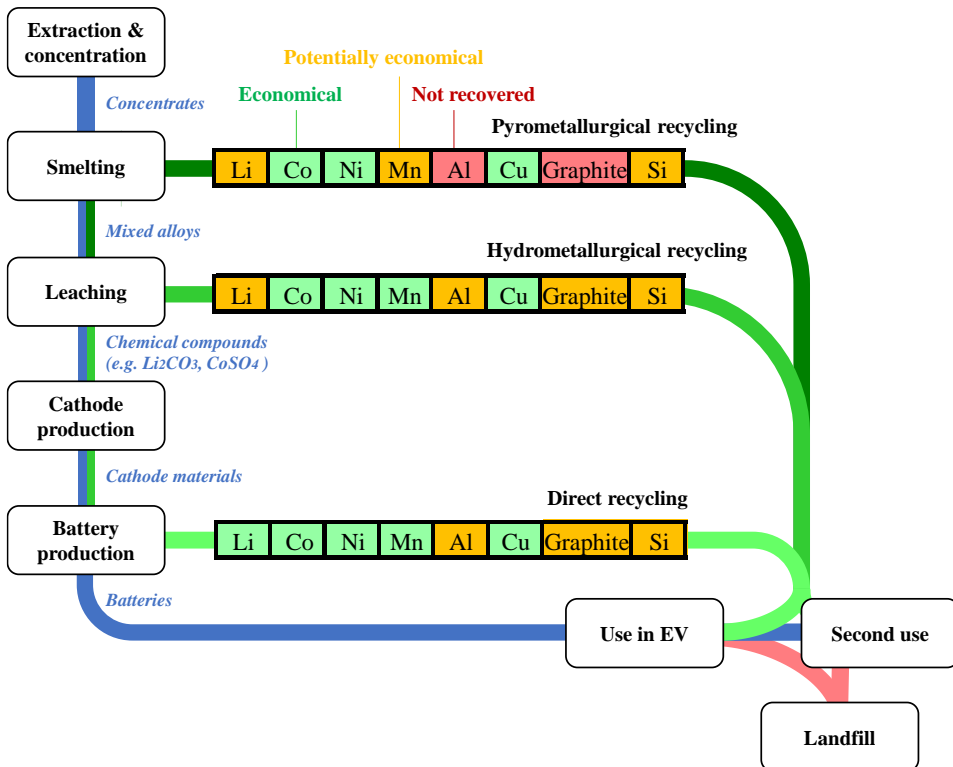 Extraction &
concentration
Potentially economical
Concentrates
Economical
Not recovered
Pyrometallurgical recycling
Smelting
Li Co Ni Mn Al Cu Graphite Si
Mixed alloys
Hydrometallurgical recycling
Leaching
Li Co Ni Mn Al Cu Graphite Si
Chemical compounds
(e.g. Li2CO3, CoSO4 )
Cathode
production
Cathode materials
Direct recycling
Battery
production
Li Co Ni Mn Al Cu Graphite Si
Batteries
Use in EV
Second use
Landfill